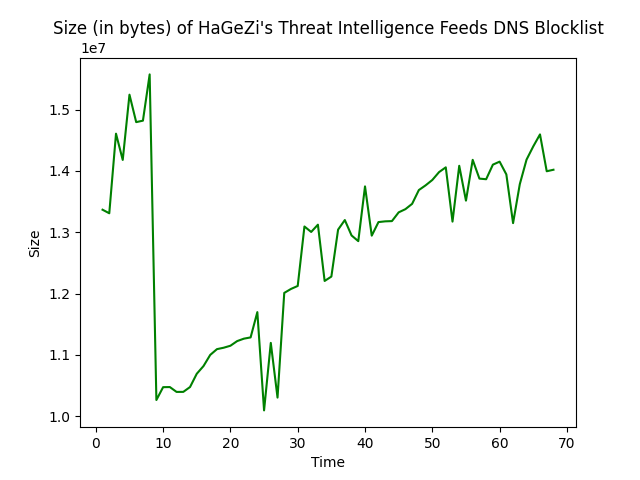 Size (in bytes) of HaGeZi's Threat Intelligence Feeds DNS Blocklist
1e7
1.5
1.4
1.3
1.2
1.1
1.0
Size
0 10 20 30 40 50 60 70
Time